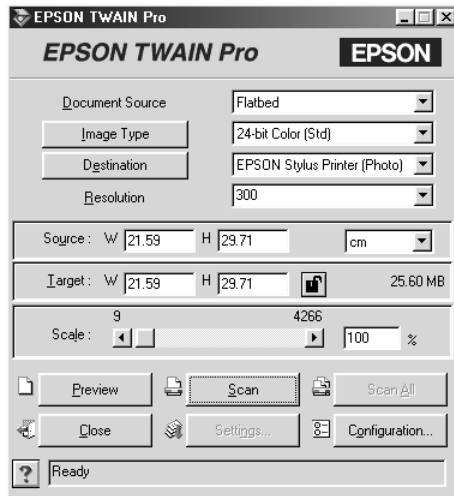 EPSON TWAIN Pro
EPSON TWAIN Pro EPSON
Document Source Flatbed
Image Type 24-bit Color (Std)
Destination EPSON Stylus Printer (Photo)
Resolution 300
Source : W 21.59 H 29.71 cm
Target : W 21.59 H 29.71 25.60 MB
9 4266
Scale : 100 %
Preview Scan Scan All
Close Settings... Configuration...
? Ready